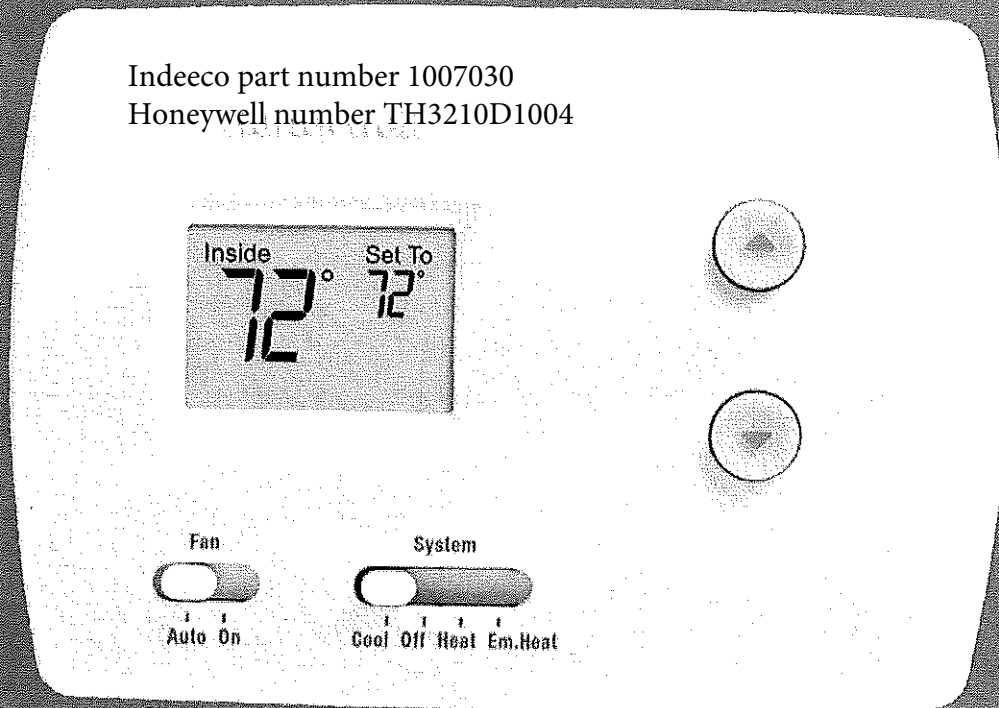 Indeeco part number 1007030
Honeywell number TH3210D1004
Inside Set To
72° 72°
Fan System
Auto On Cool Off Heat Em.Heat